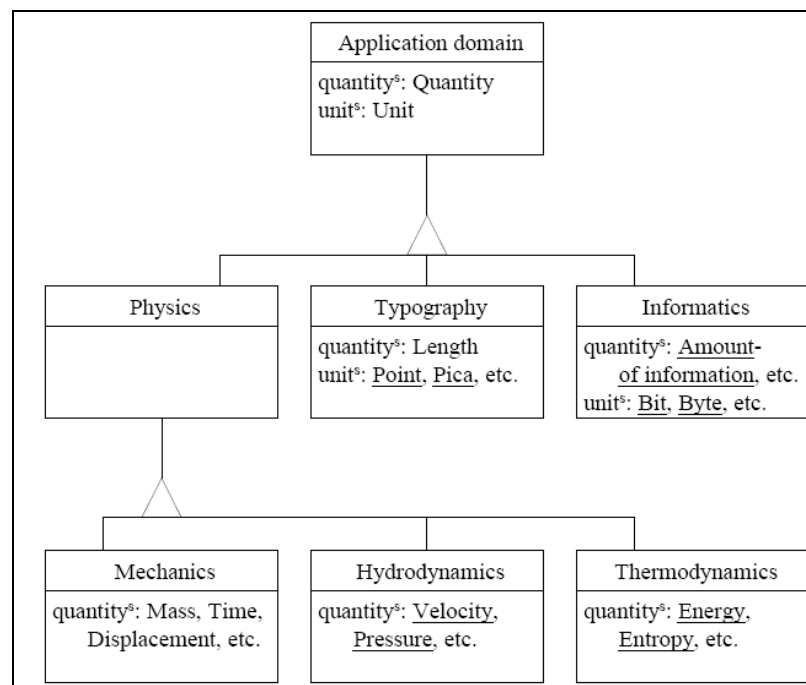 Application domain
quantityˢ: Quantity
unitˢ: Unit
Physics
Typography
quantityˢ: Length
unitˢ: Point, Pica, etc.
Informatics
quantityˢ: Amount-
of information, etc.
unitˢ: Bit, Byte, etc.
Mechanics
quantityˢ: Mass, Time,
Displacement, etc.
Hydrodynamics
quantityˢ: Velocity,
Pressure, etc.
Thermodynamics
quantityˢ: Energy,
Entropy, etc.